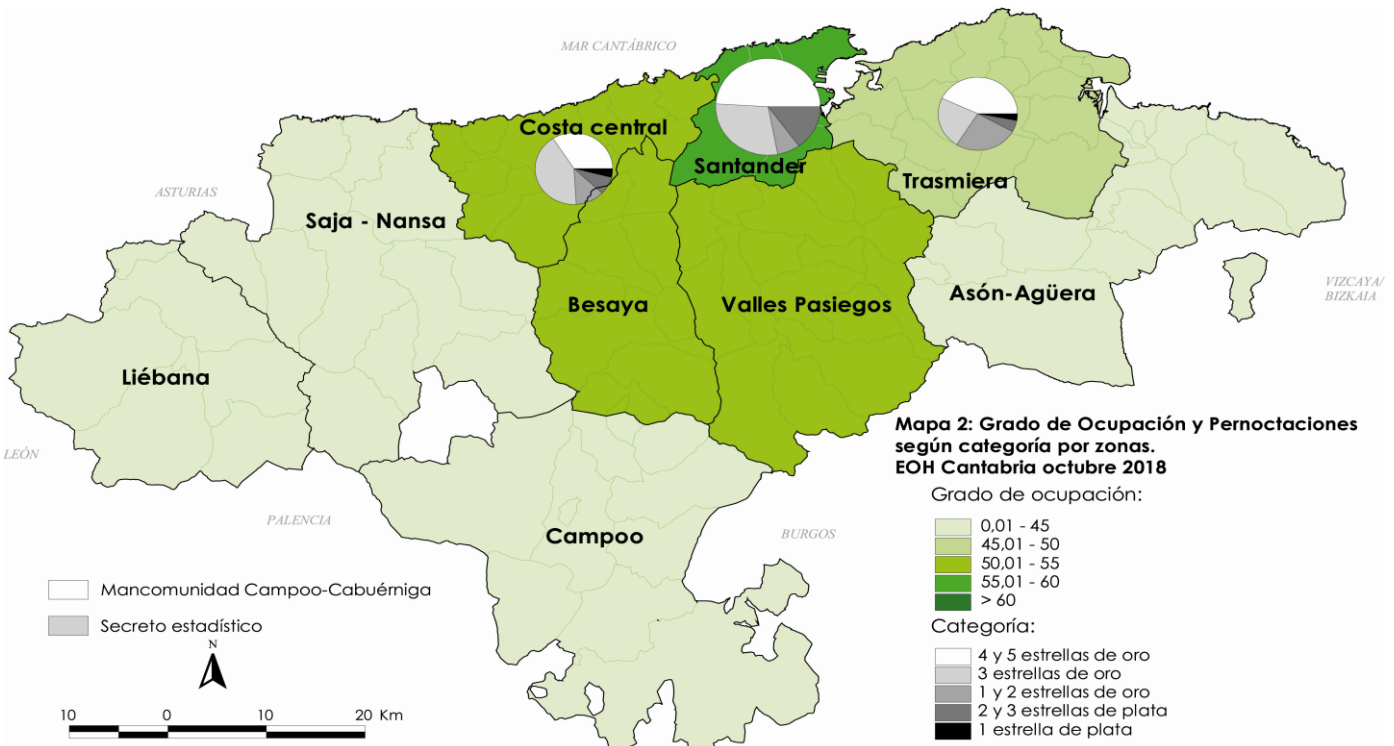 MAR CANTÁBRICO
Costa central
Santander
Trasmiera
ASTURIAS
Saja - Nansa
VIZCAYA/
BIZKAIA
Besaya
Valles Pasiegos
Asón-Agüera
Liébana
LEÓN
Mapa 2: Grado de Ocupación y Pernoctaciones
según categoría por zonas.
EOH Cantabria octubre 2018
Grado de ocupación:
0,01 - 45
45,01 - 50
50,01 - 55
55,01 - 60
> 60
Categoría:
4 y 5 estrellas de oro
3 estrellas de oro
1 y 2 estrellas de oro
2 y 3 estrellas de plata
1 estrella de plata
PALENCIA
Campoo
BURGOS
Mancomunidad Campoo-Cabuérniga
Secreto estadístico
N
10 0 10 20 Km